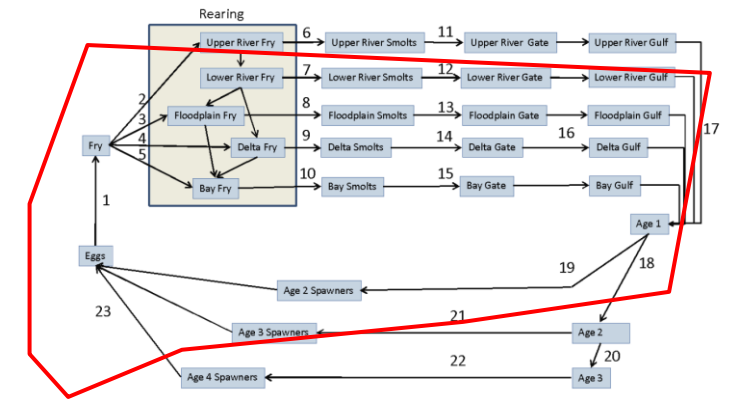 Rearing
Upper River Fry 6 Upper River Smolts 11 Upper River Gate Upper River Gulf
Lower River Fry 7 Lower River Smolts 12 Lower River Gate Lower River Gulf
2
3 Floodplain Fry 8 Floodplain Smolts 13 Floodplain Gate Floodplain Gulf 17
Fry 4 Delta Fry 9 Delta Smolts 14 Delta Gate 16 Delta Gulf
5
Bay Fry 10 Bay Smolts 15 Bay Gate Bay Gulf
1
Age 1
Eggs 19 18
Age 2 Spawners
23 21
Age 3 Spawners Age 2
22 20
Age 4 Spawners Age 3